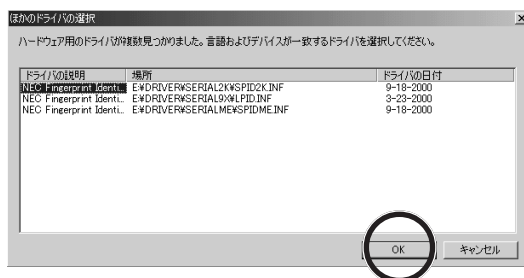 ほかのドライバの選択
ハードウェア用のドライバが複数見つかりました。言語およびデバイスが一致するドライバを選択してください。
ドライバの説明 場所 ドライバの日付
NEC Fingerprint Identi... E:¥DRIVER¥SERIAL2K¥SPID2K.INF 9-18-2000
NEC Fingerprint Identi... E:¥DRIVER¥SERIAL9X¥LPID.INF 3-23-2000
NEC Fingerprint Identi... E:¥DRIVER¥SERIALME¥SPIDME.INF 9-18-2000
OK キャンセル